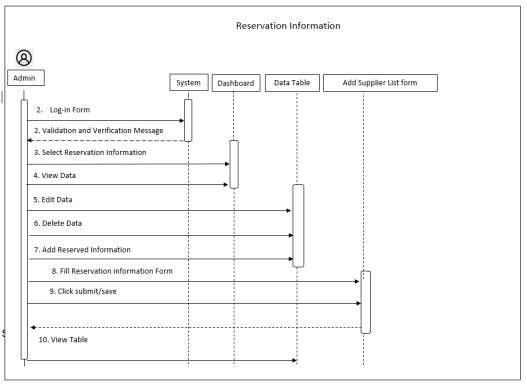 Reservation Information
Admin
System
Dashboard
Data Table
Add Supplier List form
2. Log-in Form
2. Validation and Verification Message
3. Select Reservation Information
4. View Data
5. Edit Data
6. Delete Data
7. Add Reserved Information
8. Fill Reservation information Form
9. Click submit/save
10. View Table